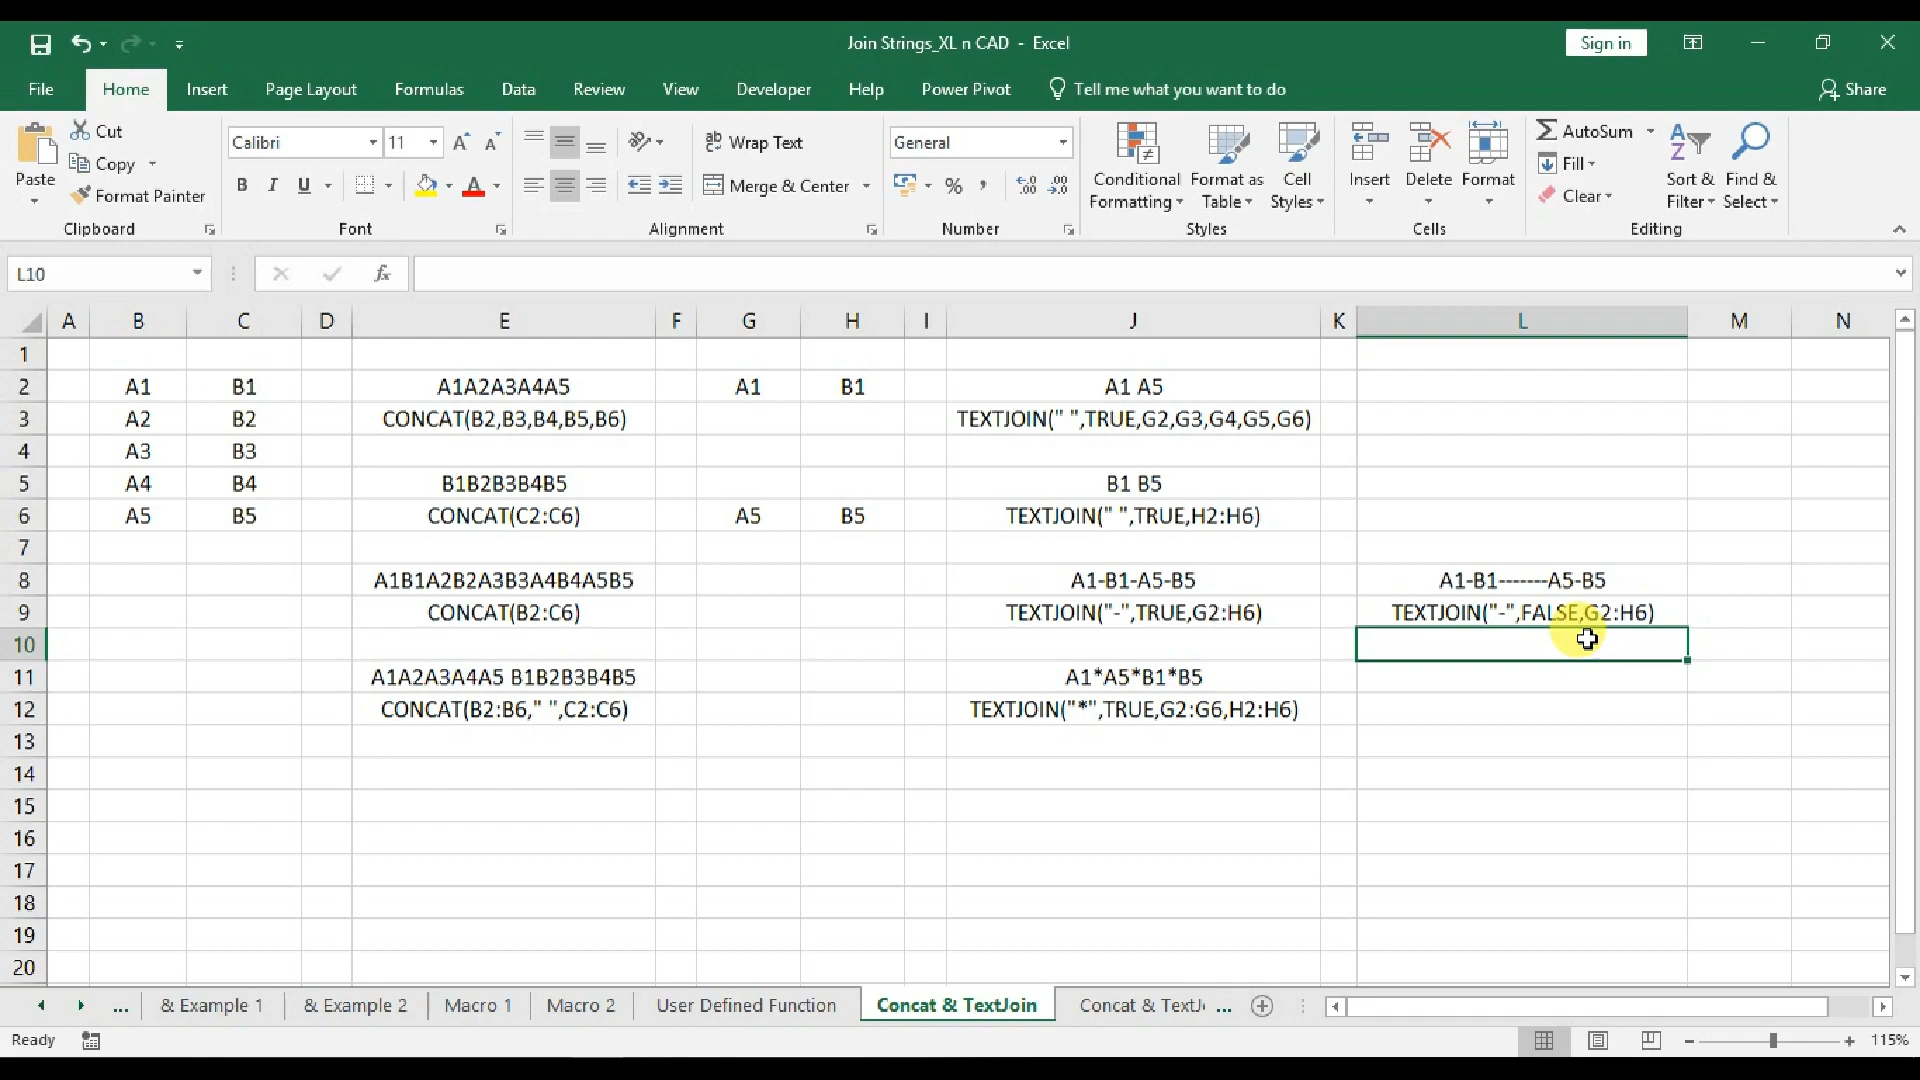 Join Strings_XL n CAD - Excel
Sign in
File Home Insert Page Layout Formulas Data Review View Developer Help Power Pivot Tell me what you want to do Share
Paste
Cut
Copy
Format Painter
Clipboard
Calibri 11
B I U
Font
Wrap Text
Merge & Center
Alignment
General
%
Number
Conditional Formatting
Format as Table
Cell Styles
Styles
Insert Delete Format
Cells
AutoSum
Fill
Clear
Sort & Filter
Find & Select
Editing
L10 fx
A B C D E F G H I J K L M N
1
2 A1 B1 A1A2A3A4A5 A1 B1 A1 A5
3 A2 B2 CONCAT(B2,B3,B4,B5,B6) TEXTJOIN(" ",TRUE,G2,G3,G4,G5,G6)
4 A3 B3
5 A4 B4 B1B2B3B4B5 B1 B5
6 A5 B5 CONCAT(C2:C6) A5 B5 TEXTJOIN(" ",TRUE,H2:H6)
7
8 A1B1A2B2A3B3A4B4A5B5 A1-B1-A5-B5 A1-B1-------A5-B5
9 CONCAT(B2:C6) TEXTJOIN("-",TRUE,G2:H6) TEXTJOIN("-",FALSE,G2:H6)
10
11 A1A2A3A4A5 B1B2B3B4B5 A1*A5*B1*B5
12 CONCAT(B2:B6," ",C2:C6) TEXTJOIN("*",TRUE,G2:G6,H2:H6)
13
14
15
16
17
18
19
20
... & Example 1 & Example 2 Macro 1 Macro 2 User Defined Function Concat & TextJoin Concat & TextJ ...
Ready 115%